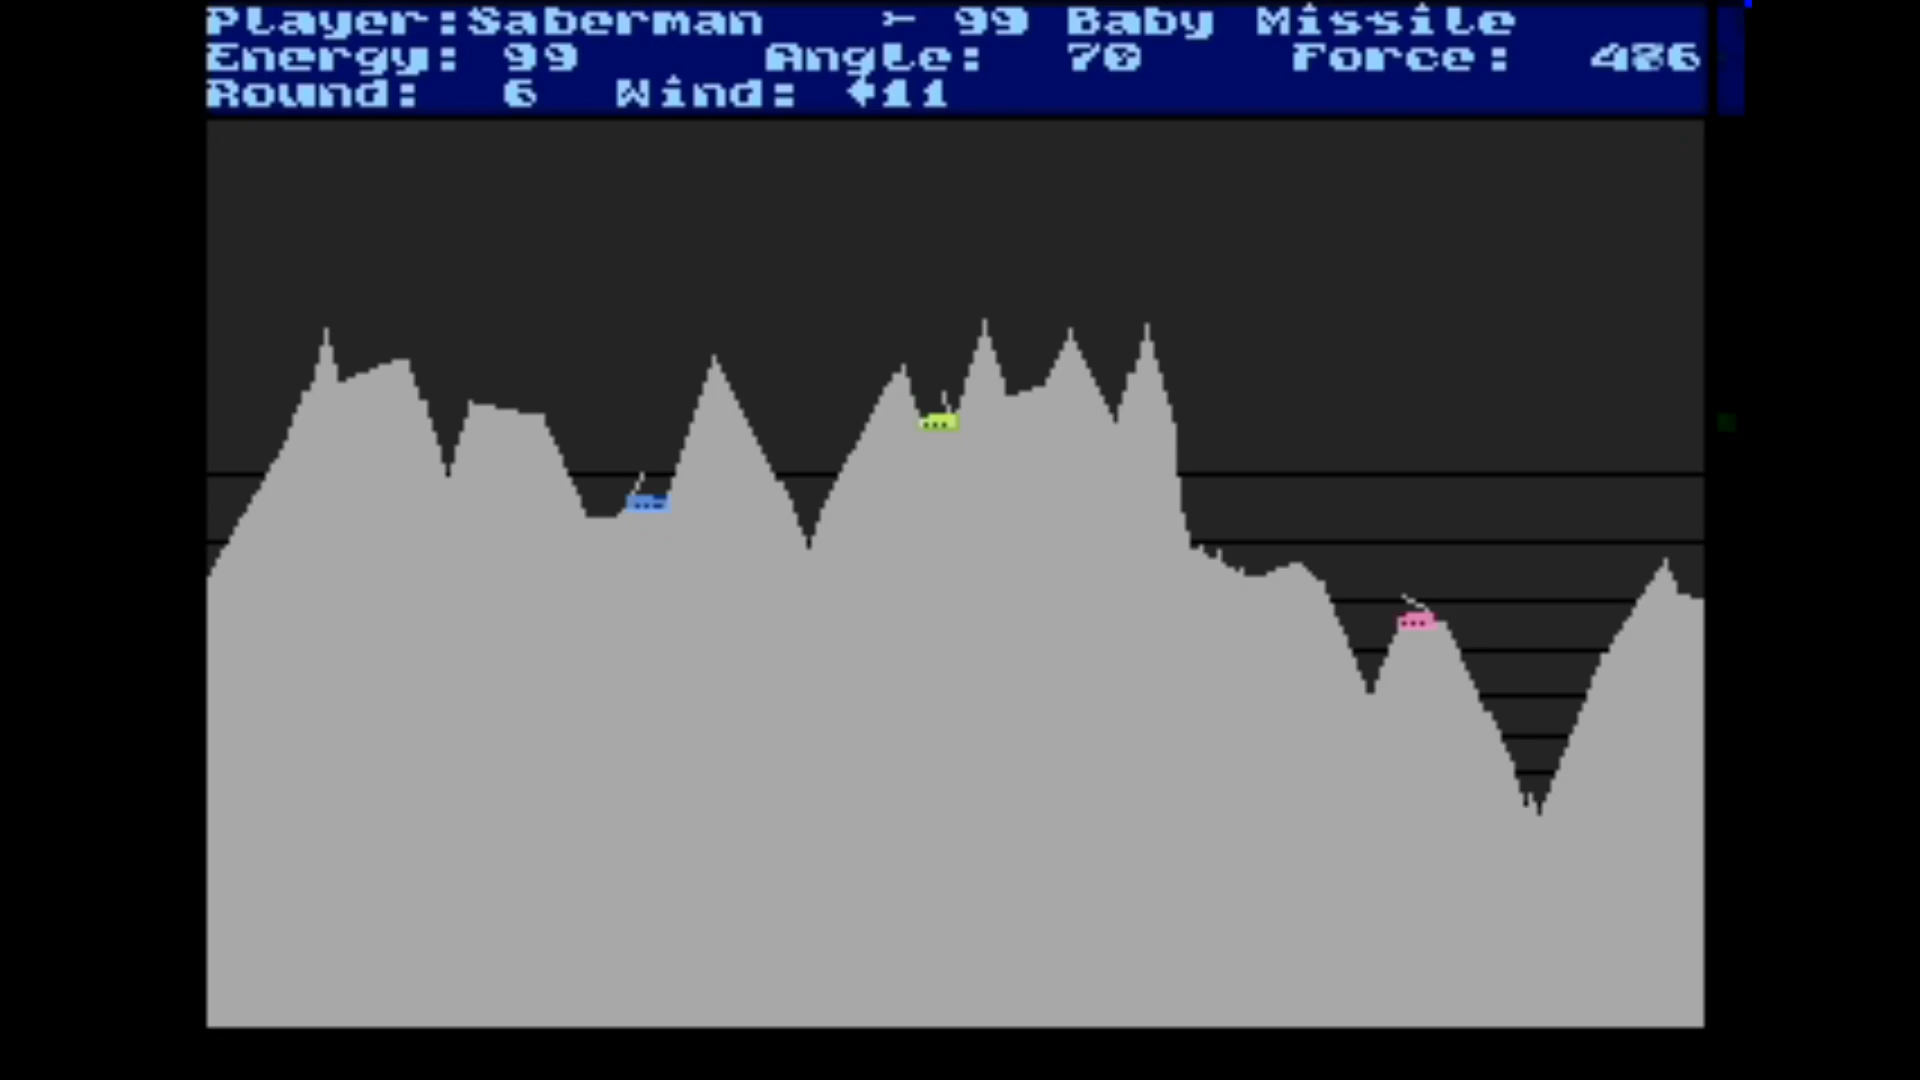 Player:Saberman ➣ 99 Baby Missile
Energy: 99 Angle: 70 Force: 486
Round: 6 Wind: ←11